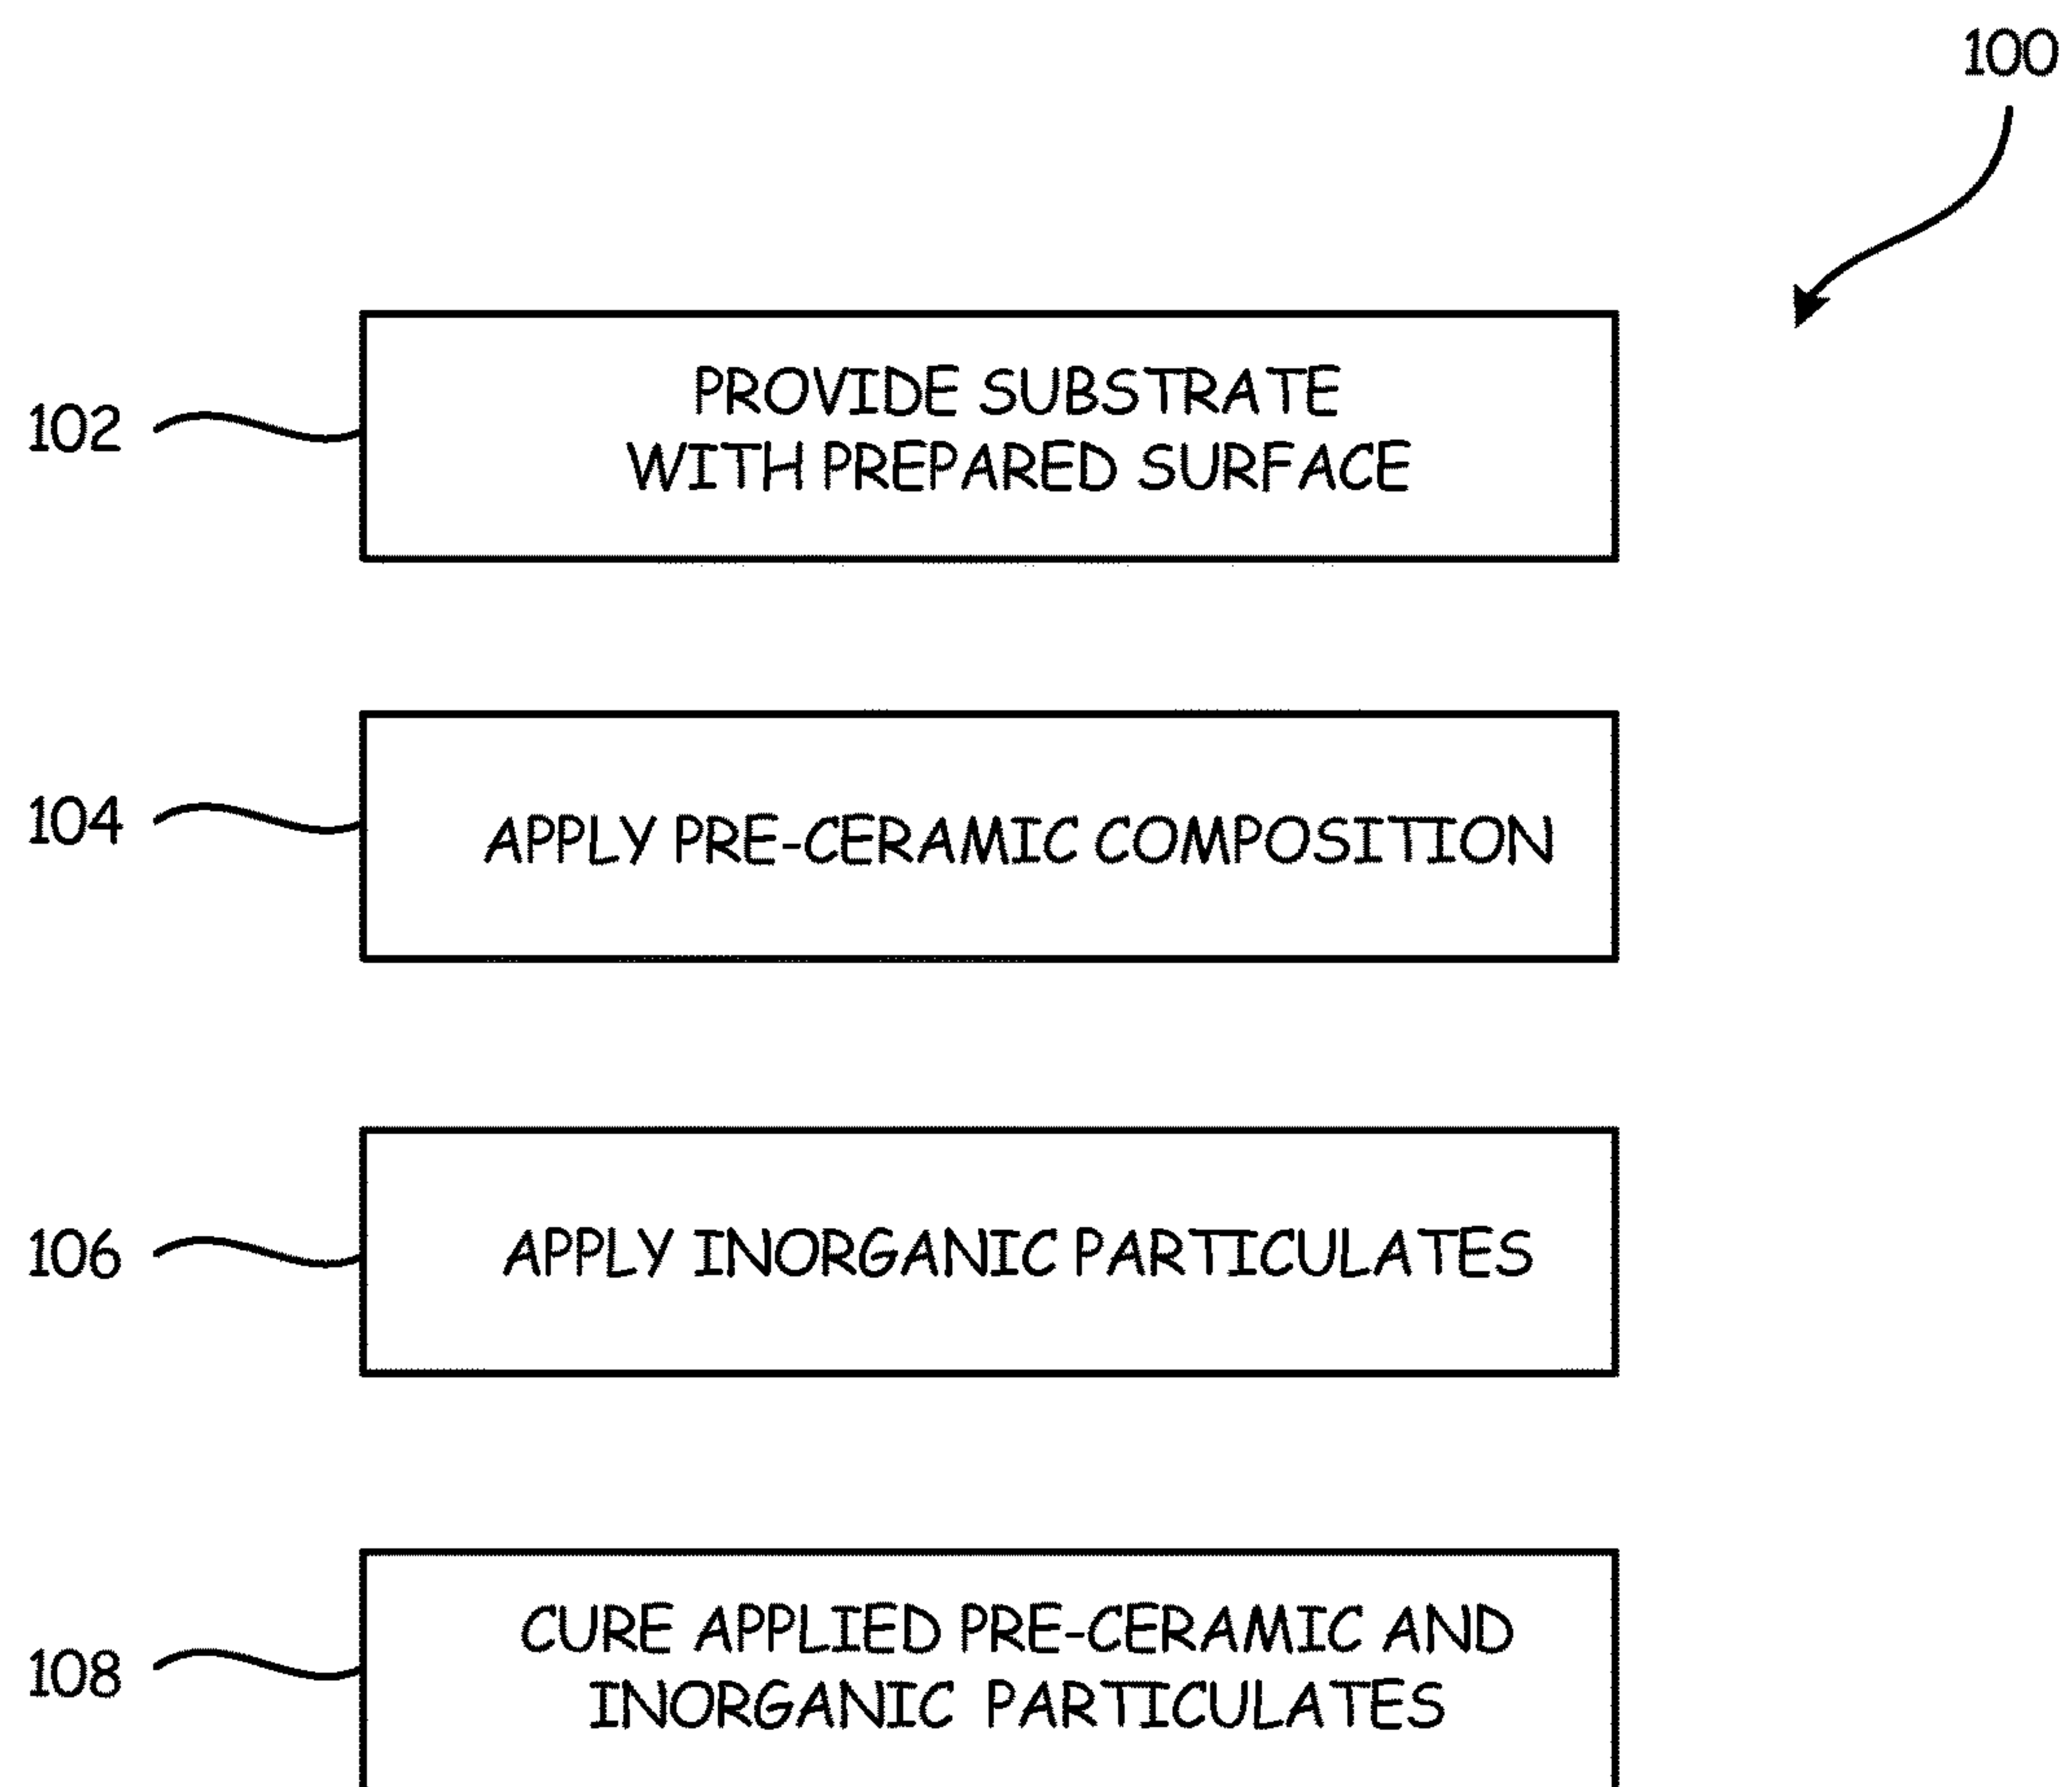 100
102
PROVIDE SUBSTRATE
WITH PREPARED SURFACE
104
APPLY PRE-CERAMIC COMPOSITION
106
APPLY INORGANIC PARTICULATES
108
CURE APPLIED PRE-CERAMIC AND
INORGANIC PARTICULATES